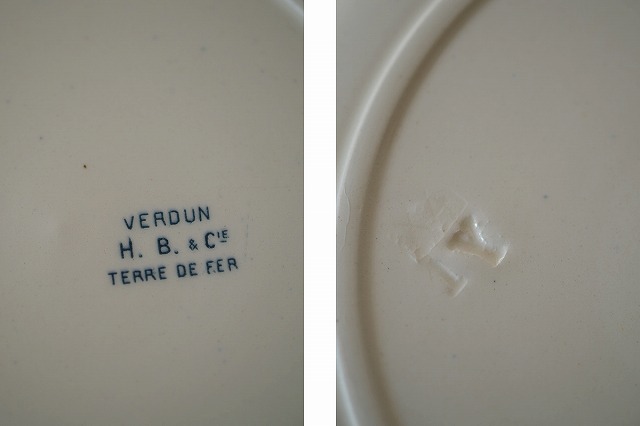 VERDUN
H. B. & CIE
TERRE DE FER